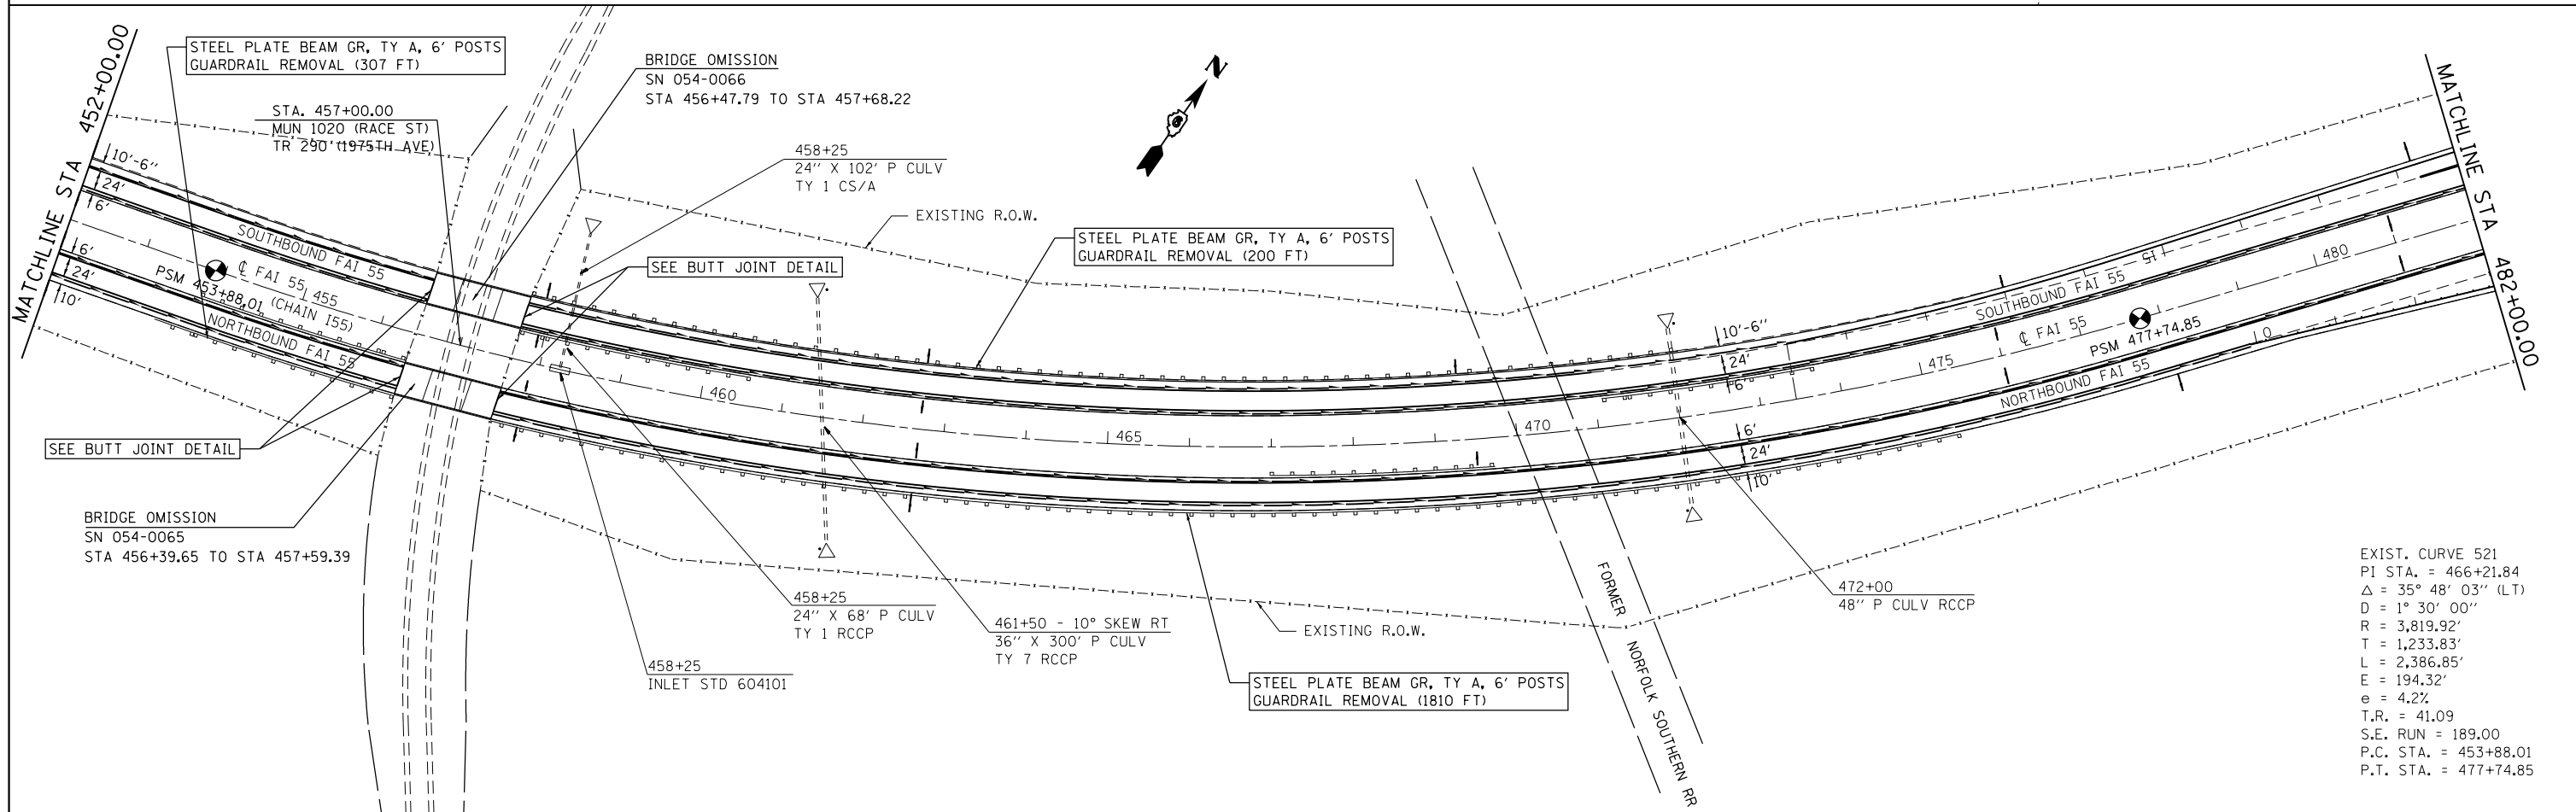 MATCHLINE STA 452+00.00
STEEL PLATE BEAM GR, TY A, 6' POSTS
GUARDRAIL REMOVAL (307 FT)
STA. 457+00.00
MUN 1020 (RACE ST)
TR 290 (1975TH AVE)
BRIDGE OMISSION
SN 054-0066
STA 456+47.79 TO STA 457+68.22
458+25
24" X 102' P CULV
TY 1 CS/A
EXISTING R.O.W.
N
STEEL PLATE BEAM GR, TY A, 6' POSTS
GUARDRAIL REMOVAL (200 FT)
SEE BUTT JOINT DETAIL
MATCHLINE STA 482+00.00
10'-6"
24'
6'
6'
24'
10'
SOUTHBOUND FAI 55
℄ FAI 55
455
PSM 453+88.01 (CHAIN I55)
NORTHBOUND FAI 55
460
465
470
475
480
10'-6"
24'
6'
6'
24'
10'
SOUTHBOUND FAI 55
℄ FAI 55
PSM 477+74.85
NORTHBOUND FAI 55
SEE BUTT JOINT DETAIL
BRIDGE OMISSION
SN 054-0065
STA 456+39.65 TO STA 457+59.39
458+25
24" X 68' P CULV
TY 1 RCCP
458+25
INLET STD 604101
461+50 - 10° SKEW RT
36" X 300' P CULV
TY 7 RCCP
EXISTING R.O.W.
STEEL PLATE BEAM GR, TY A, 6' POSTS
GUARDRAIL REMOVAL (1810 FT)
FORMER NORFOLK SOUTHERN RR
472+00
48" P CULV RCCP
EXIST. CURVE 521
PI STA. = 466+21.84
△ = 35° 48' 03" (LT)
D = 1° 30' 00"
R = 3,819.92'
T = 1,233.83'
L = 2,386.85'
E = 194.32'
e = 4.2%
T.R. = 41.09
S.E. RUN = 189.00
P.C. STA. = 453+88.01
P.T. STA. = 477+74.85